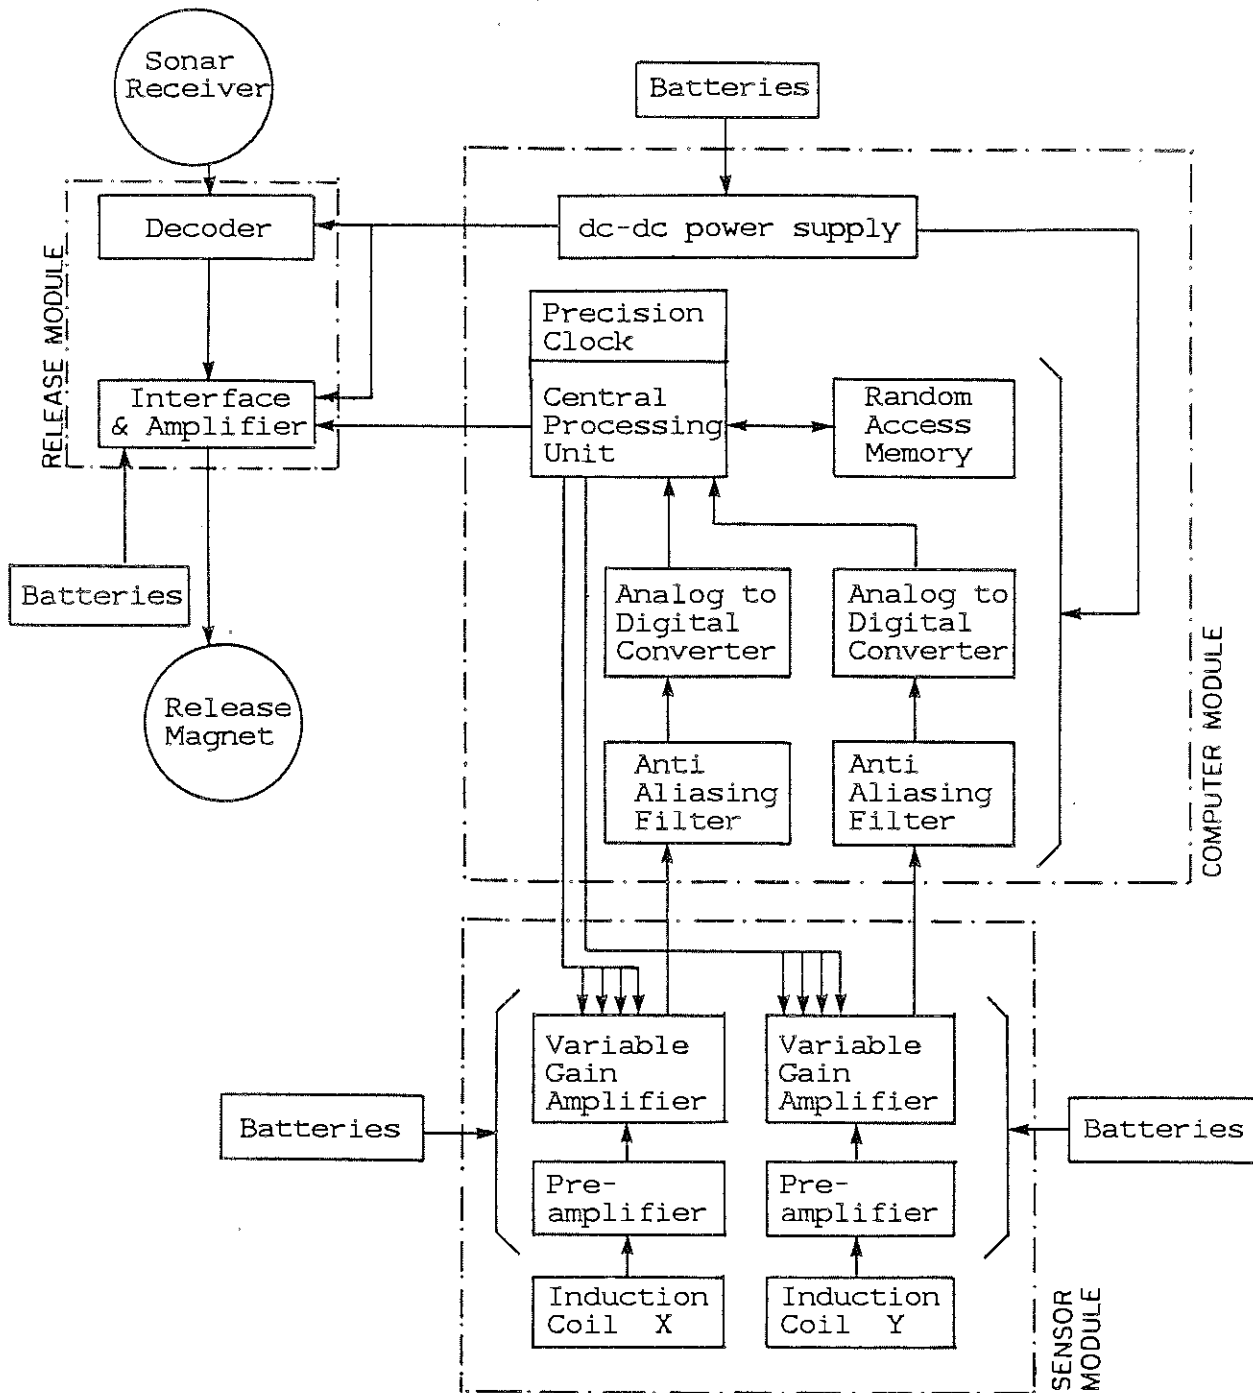 Sonar
Receiver
Batteries
Decoder
dc-dc power supply
RELEASE MODULE
Precision
Clock
Interface
& Amplifier
Central
Processing
Unit
Random
Access
Memory
Batteries
Analog to
Digital
Converter
Analog to
Digital
Converter
COMPUTER MODULE
Release
Magnet
Anti
Aliasing
Filter
Anti
Aliasing
Filter
Variable
Gain
Amplifier
Variable
Gain
Amplifier
Batteries
Batteries
Pre-
amplifier
Pre-
amplifier
Induction
Coil X
Induction
Coil Y
SENSOR
MODULE